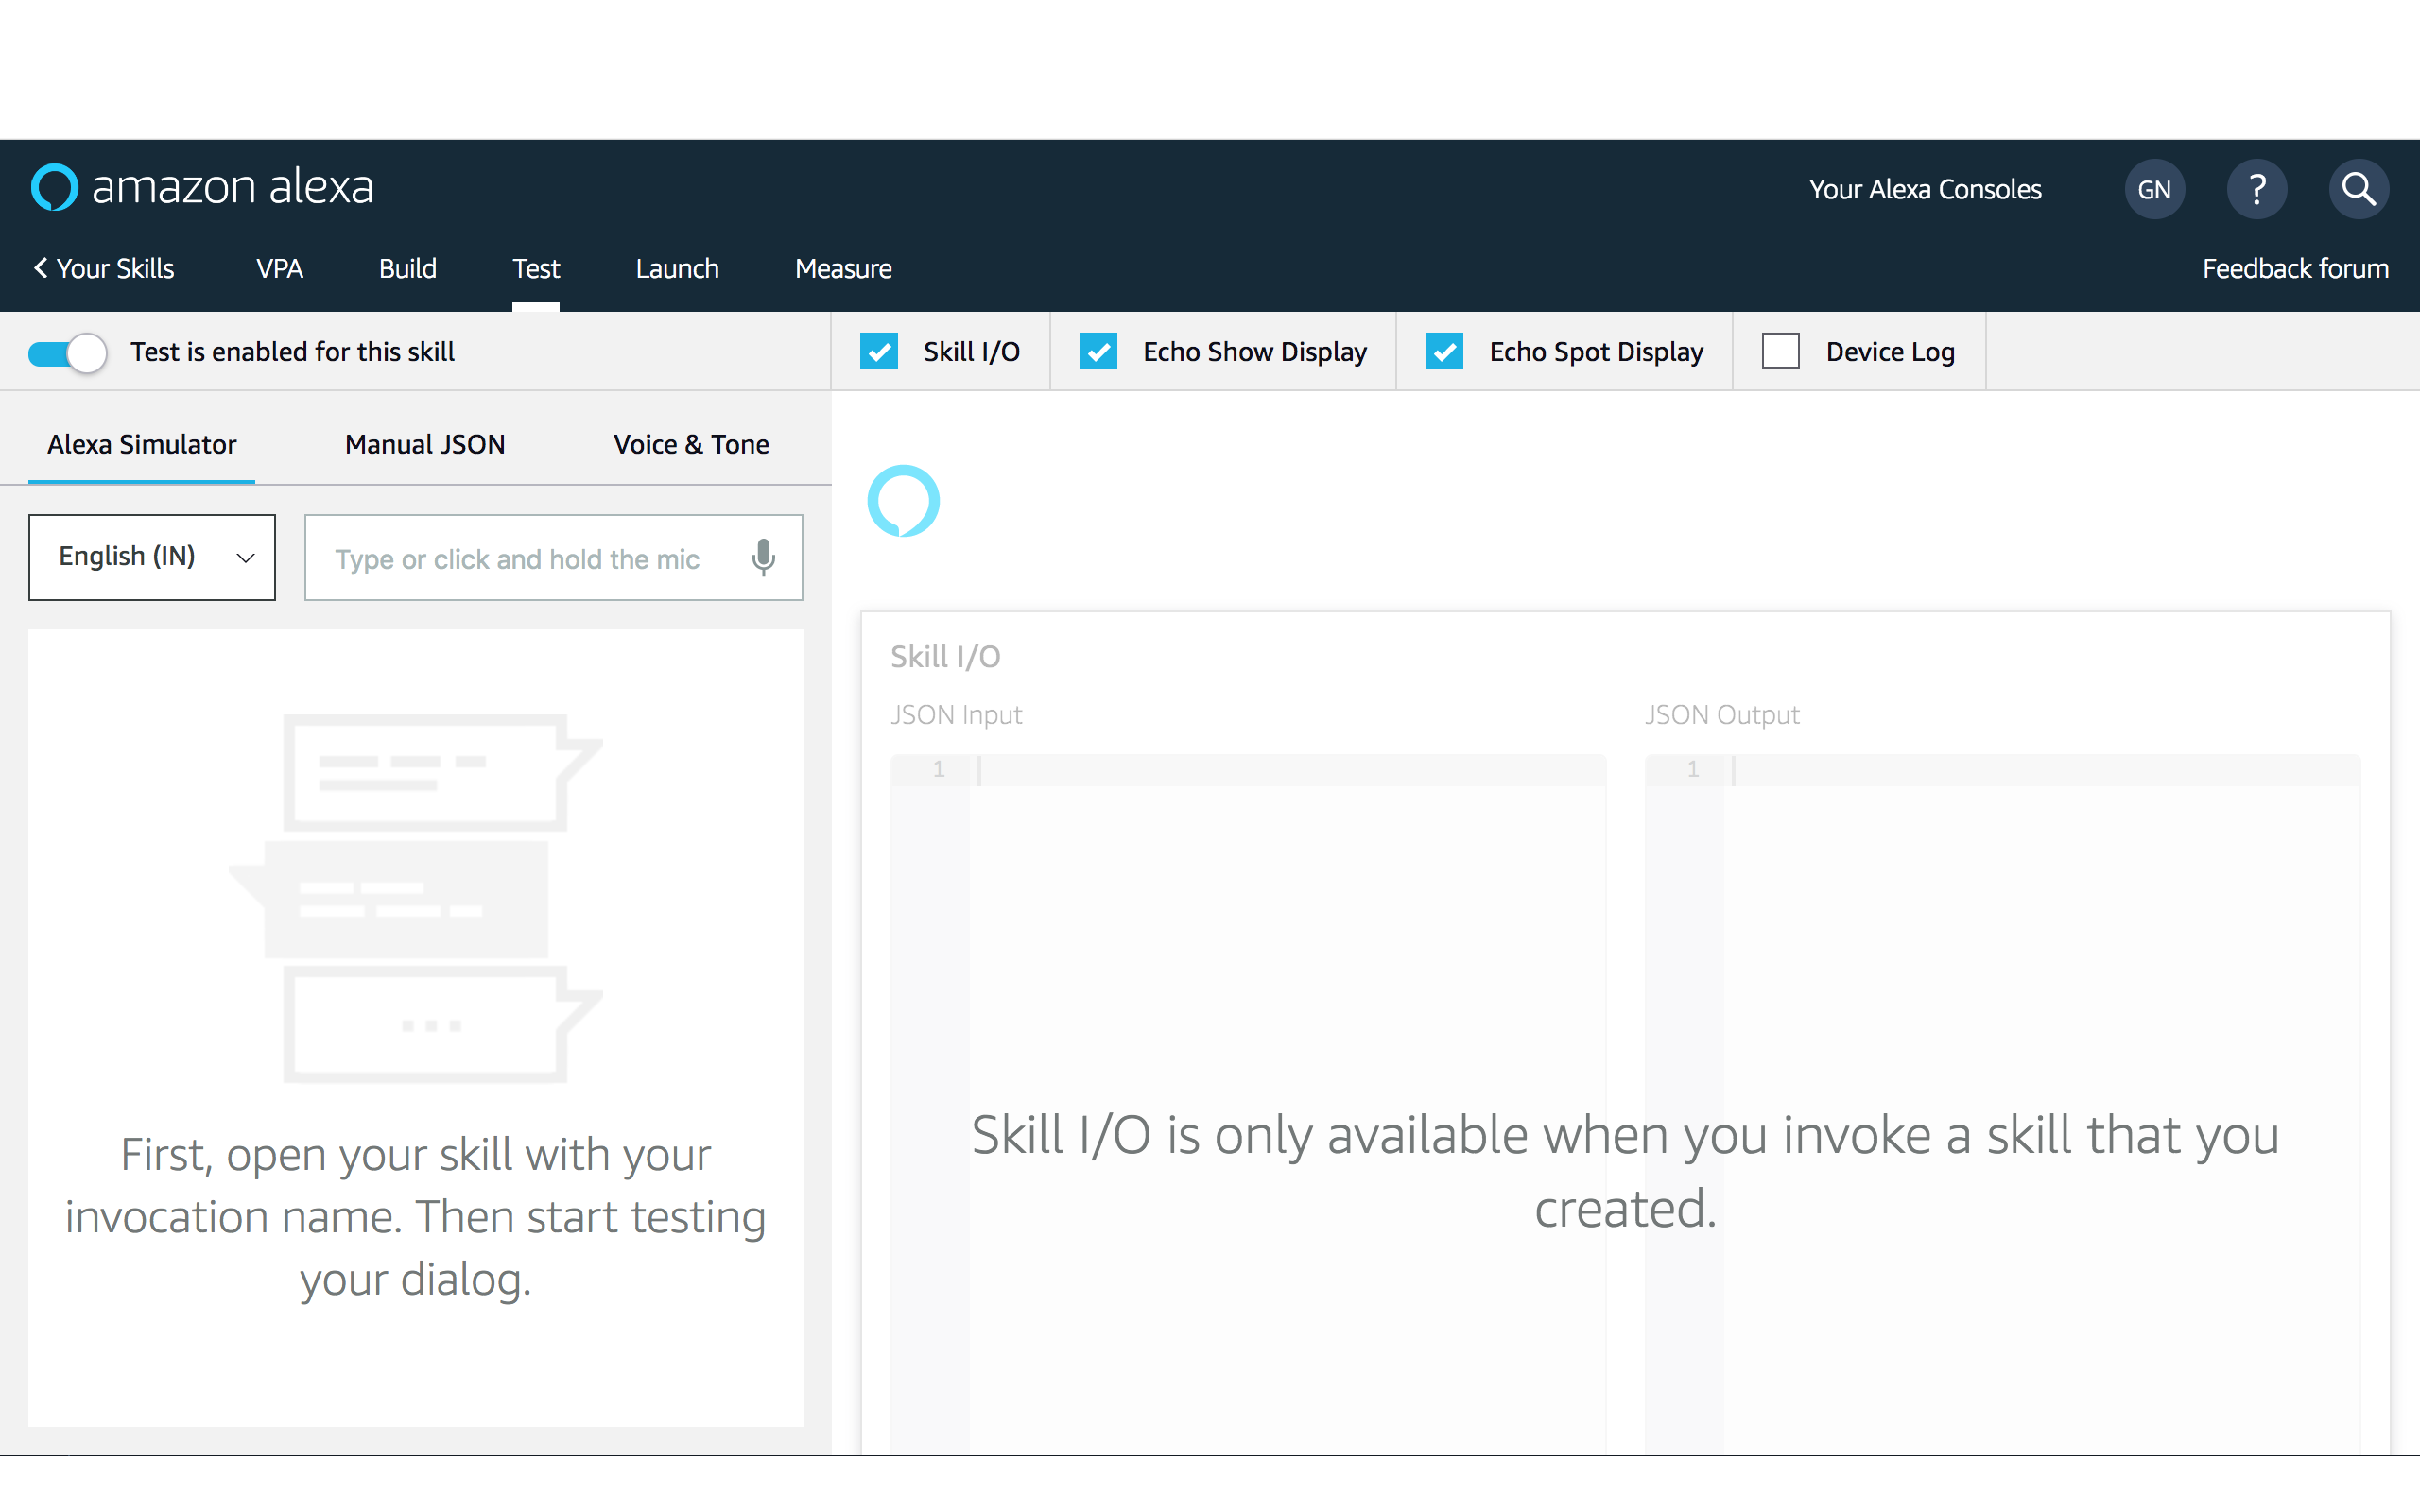 amazon alexa
Your Alexa Consoles
GN
?
Your Skills
VPA
Build
Test
Launch
Measure
Feedback forum
Test is enabled for this skill
Skill I/O
Echo Show Display
Echo Spot Display
Device Log
Alexa Simulator
Manual JSON
Voice & Tone
English (IN)
Type or click and hold the mic
First, open your skill with your
invocation name. Then start testing
your dialog.
Skill I/O
JSON Input
JSON Output
1
1
Skill I/O is only available when you invoke a skill that you
created.